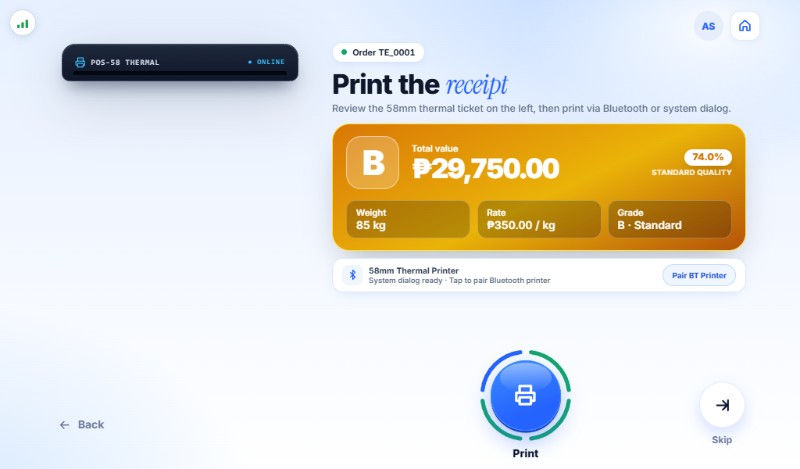 AS
POS-58 THERMAL
ONLINE
Order TE_0001
Print the receipt
Review the 58mm thermal ticket on the left, then print via Bluetooth or system dialog.
B
Total value
₱29,750.00
74.0%
STANDARD QUALITY
Weight
85 kg
Rate
₱350.00 / kg
Grade
B · Standard
58mm Thermal Printer
System dialog ready · Tap to pair Bluetooth printer
Pair BT Printer
← Back
Print
Skip